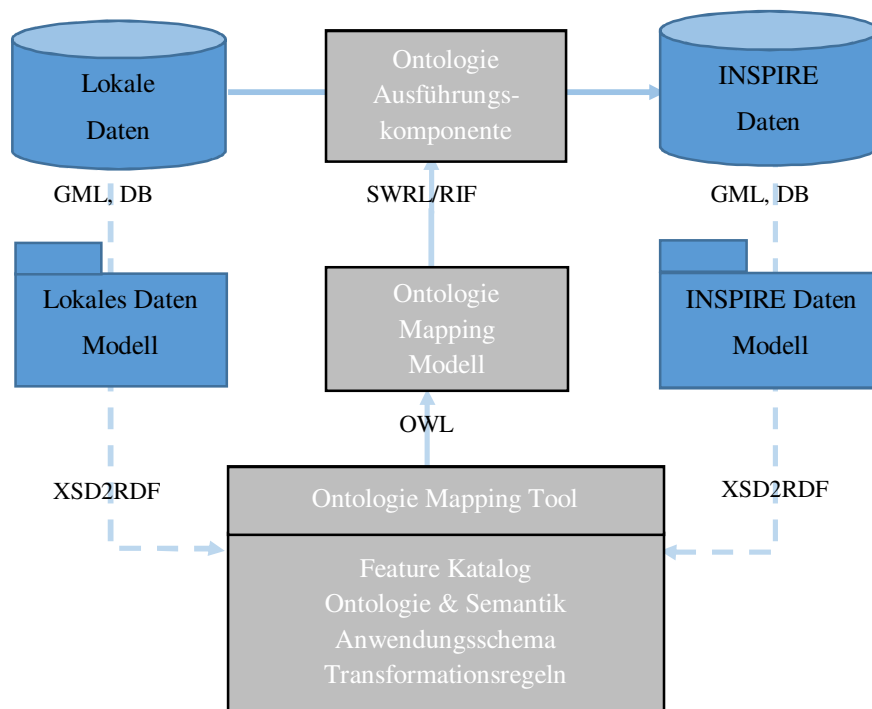 Lokale
Daten
Ontologie
Ausführungs-
komponente
INSPIRE
Daten
GML, DB
SWRL/RIF
GML, DB
Lokales Daten
Modell
Ontologie
Mapping
Modell
INSPIRE Daten
Modell
OWL
XSD2RDF
XSD2RDF
Ontologie Mapping Tool
Feature Katalog
Ontologie & Semantik
Anwendungsschema
Transformationsregeln